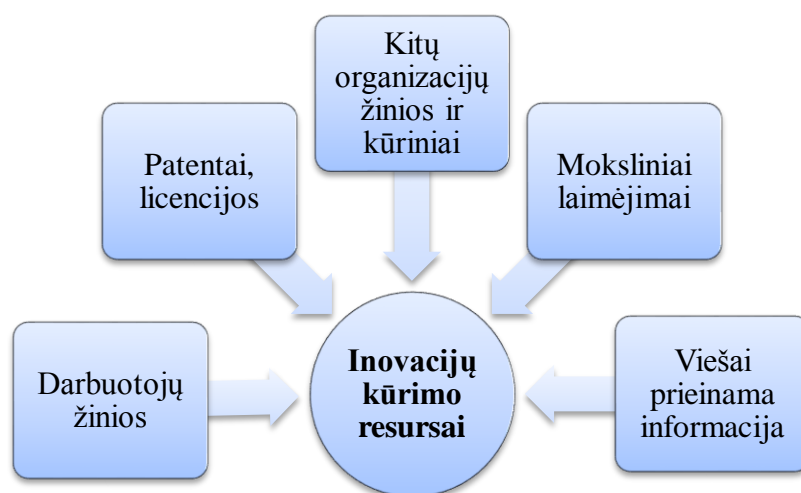 Kitų
organizacijų
žinios ir
kūriniai
Patentai,
licencijos
Moksliniai
laimėjimai
Darbuotojų
žinios
Inovacijų
kūrimo
resursai
Viešai
prieinama
informacija